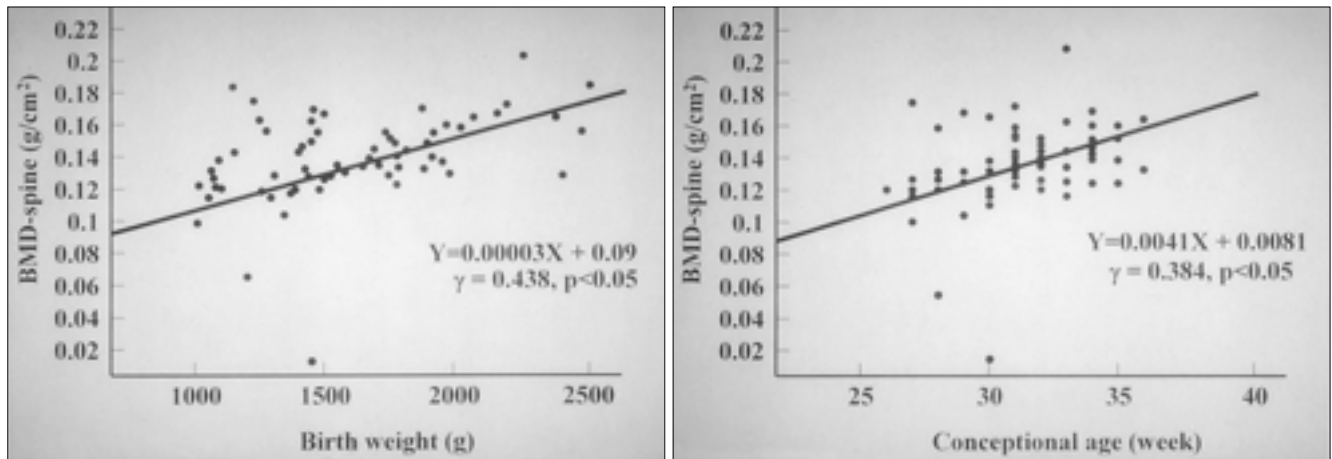 0.22
0.2
0.18
0.16
0.14
0.12
0.1
0.08
0.06
0.04
0.02
BMD-spine (g/cm²)
Y=0.00003X + 0.09
γ = 0.438, p<0.05
1000 1500 2000 2500
Birth weight (g)
0.22
0.2
0.18
0.16
0.14
0.12
0.1
0.08
0.06
0.04
0.02
BMD-spine (g/cm²)
Y=0.0041X + 0.0081
γ = 0.384, p<0.05
25 30 35 40
Conceptional age (week)